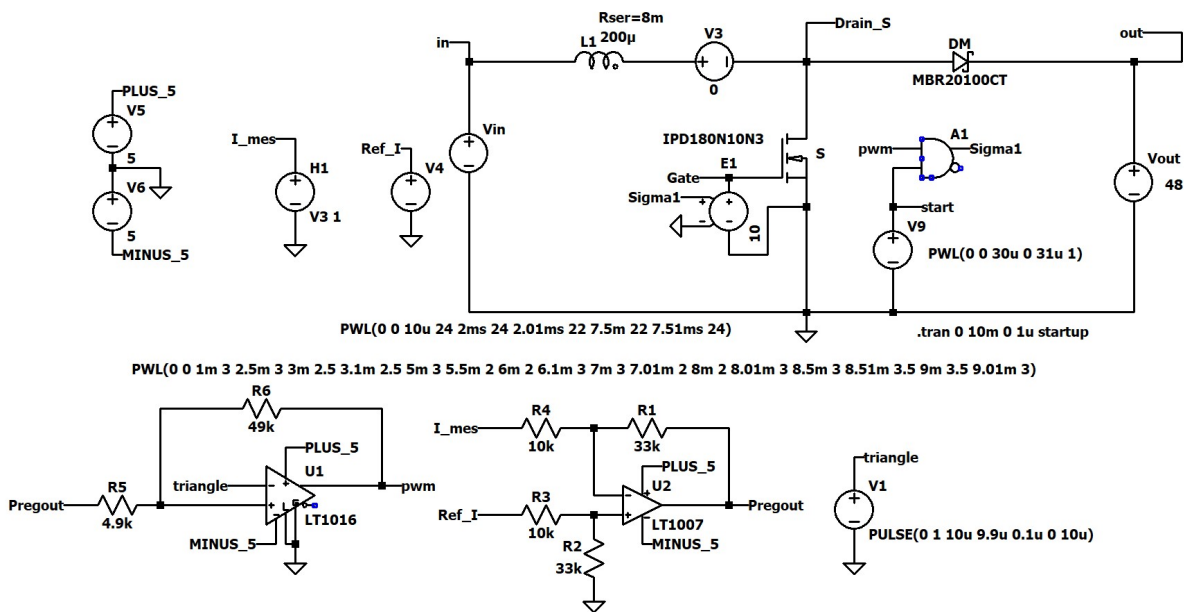 Rser=8m
Drain_S
in
L1
200µ
V3
0
DM
MBR20100CT
out
PLUS_5
V5
5
V6
5
MINUS_5
I_mes
H1
V3 1
Ref_I
V4
Vin
IPD180N10N3
S
E1
Gate
Sigma1
10
pwm
A1
Sigma1
start
V9
PWL(0 0 30u 0 31u 1)
Vout
48
PWL(0 0 10u 24 2ms 24 2.01ms 22 7.5m 22 7.51ms 24)
.tran 0 10m 0 1u startup
PWL(0 0 1m 3 2.5m 3 3m 2.5 3.1m 2.5 5m 3 5.5m 2 6m 2 6.1m 3 7m 3 7.01m 2 8m 2 8.01m 3 8.5m 3 8.51m 3.5 9m 3.5 9.01m 3)
R6
49k
PLUS_5
U1
triangle
Pregout
R5
4.9k
pwm
LT1016
MINUS_5
I_mes
R4
10k
R1
33k
PLUS_5
U2
Ref_I
R3
10k
Pregout
LT1007
MINUS_5
R2
33k
triangle
V1
PULSE(0 1 10u 9.9u 0.1u 0 10u)